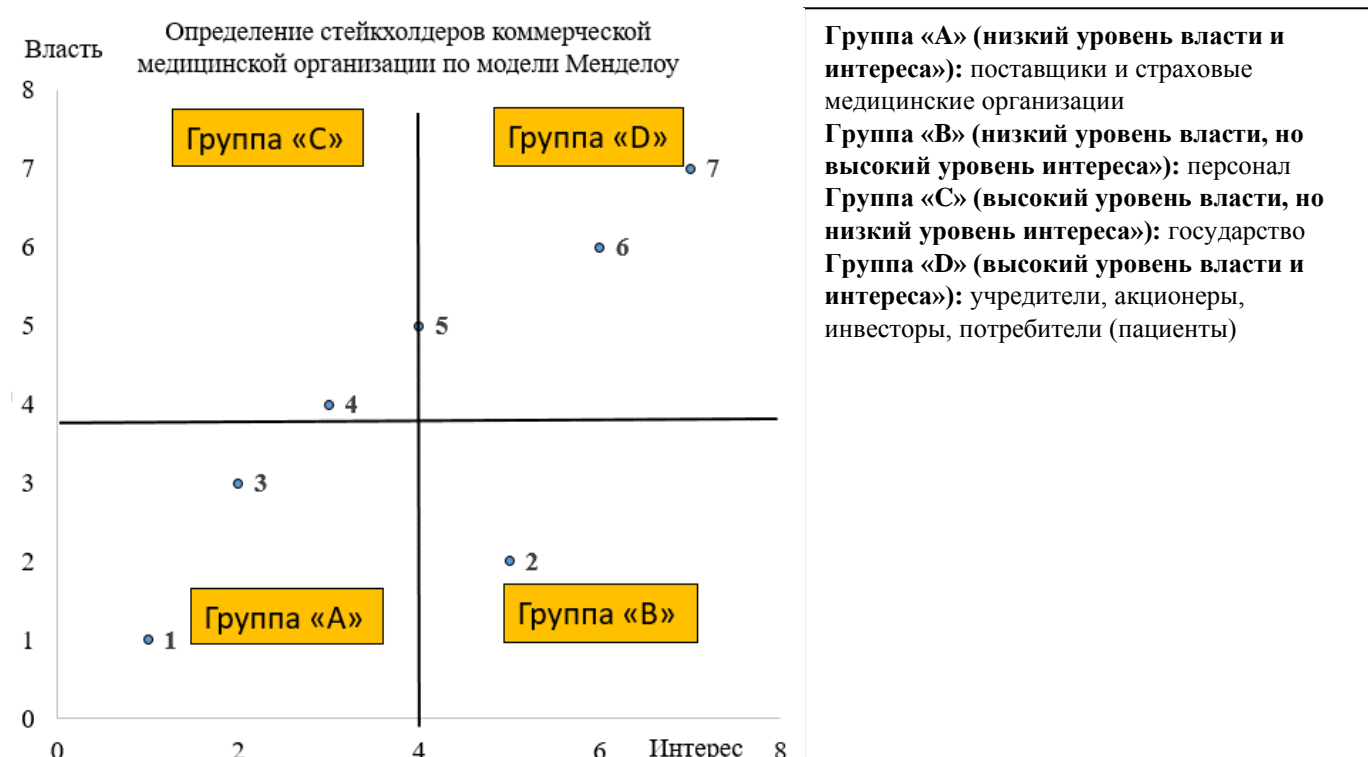 Определение стейкхолдеров коммерческой
медицинской организации по модели Менделоу
Власть
8
7
6
5
4
3
2
1
0
Группа «C»
Группа «D»
7
6
5
4
3
2
Группа «A»
Группа «B»
1
0
2
4
6
Интерес
8
Группа «А» (низкий уровень власти и
интереса»): поставщики и страховые
медицинские организации
Группа «В» (низкий уровень власти, но
высокий уровень интереса»): персонал
Группа «С» (высокий уровень власти, но
низкий уровень интереса»): государство
Группа «D» (высокий уровень власти и
интереса»): учредители, акционеры,
инвесторы, потребители (пациенты)